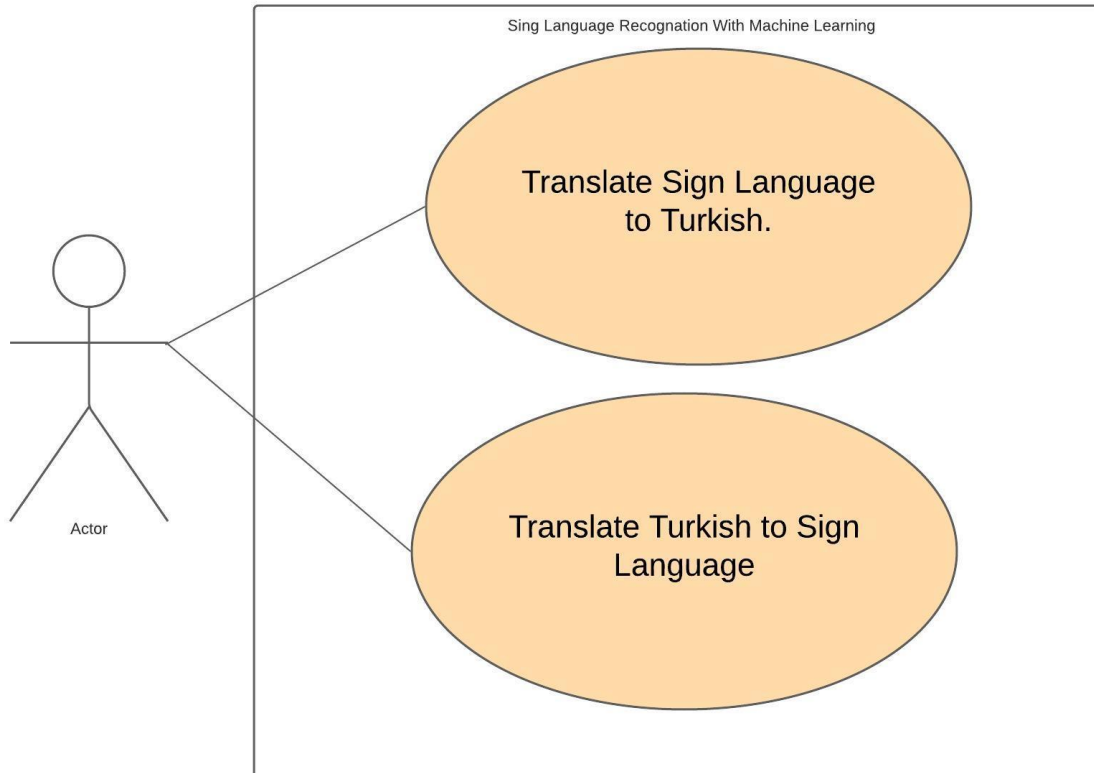 Sing Language Recognation With Machine Learning
Translate Sign Language
to Turkish.
Actor
Translate Turkish to Sign
Language